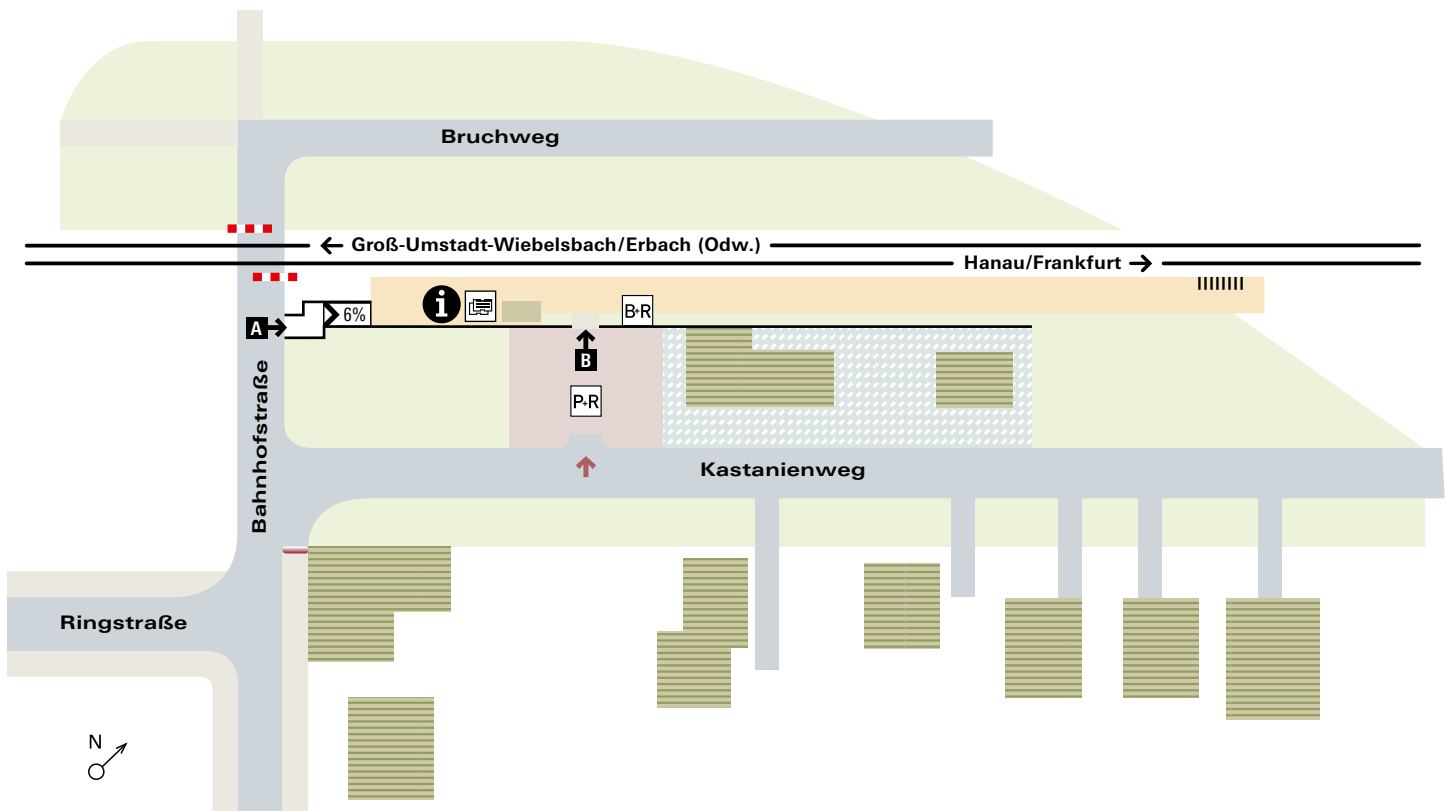 Bruchweg
← Groß-Umstadt-Wiebelsbach/Erbach (Odw.)
Hanau/Frankfurt →
i
B+R
6%
A
B
P+R
Bahnhofstraße
Kastanienweg
Ringstraße
N